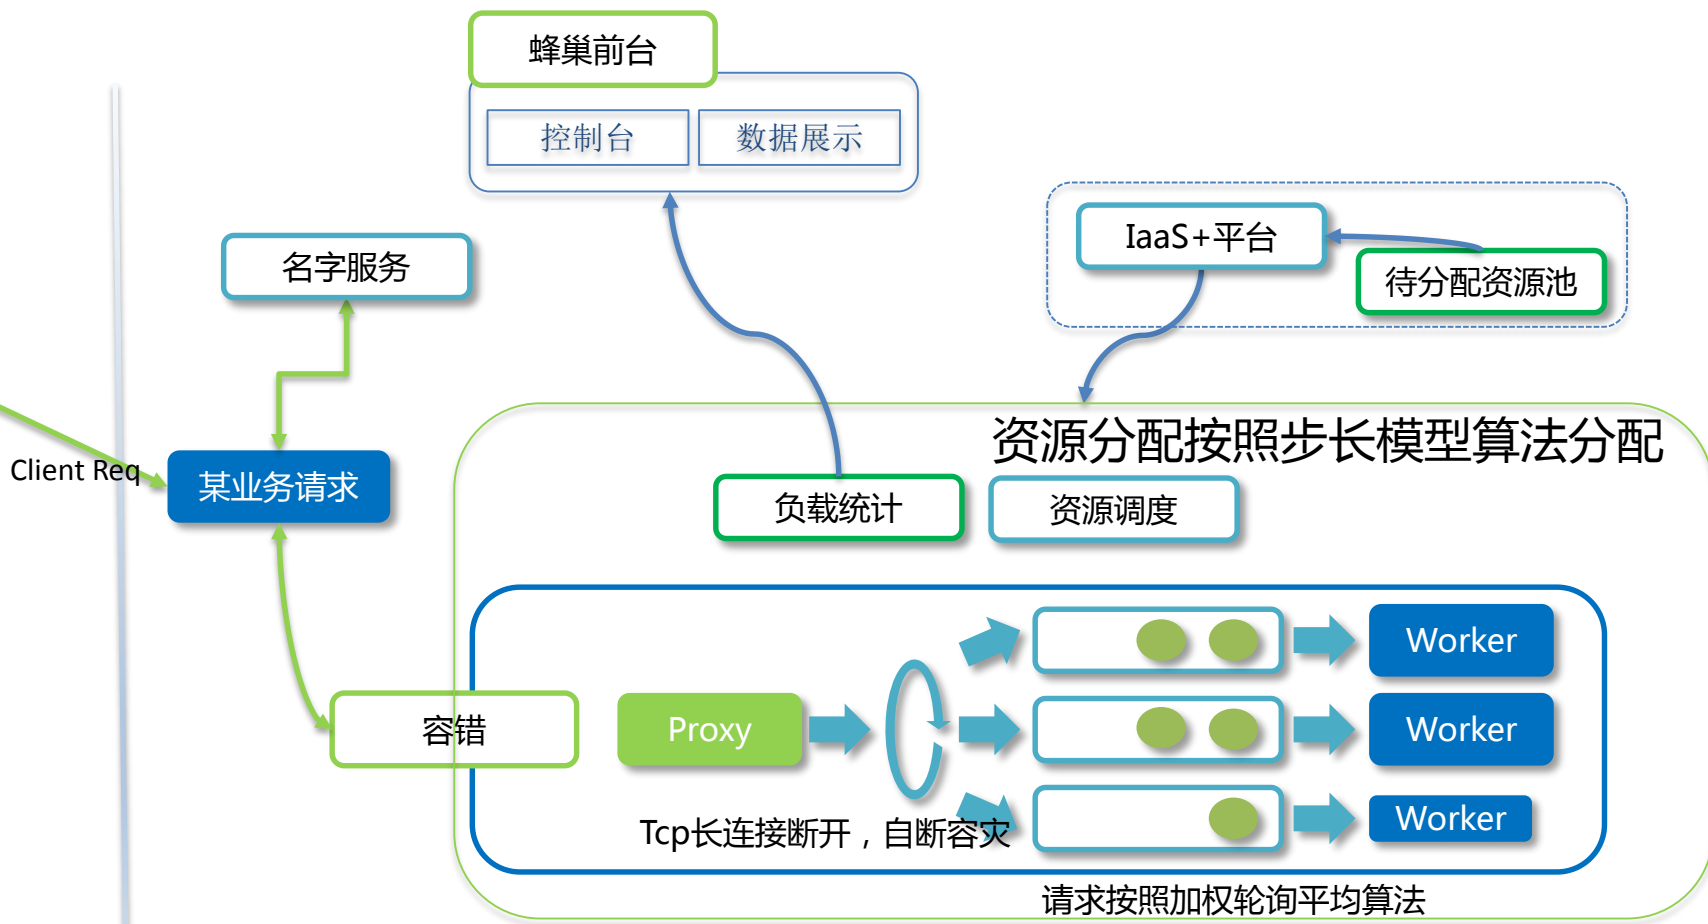 蜂巢前台
控制台
数据展示
IaaS+平台
待分配资源池
名字服务
资源分配按照步长模型算法分配
Client Req
某业务请求
负载统计
资源调度
Worker
容错
Proxy
Worker
Tcp长连接断开，自断容灾
Worker
请求按照加权轮询平均算法